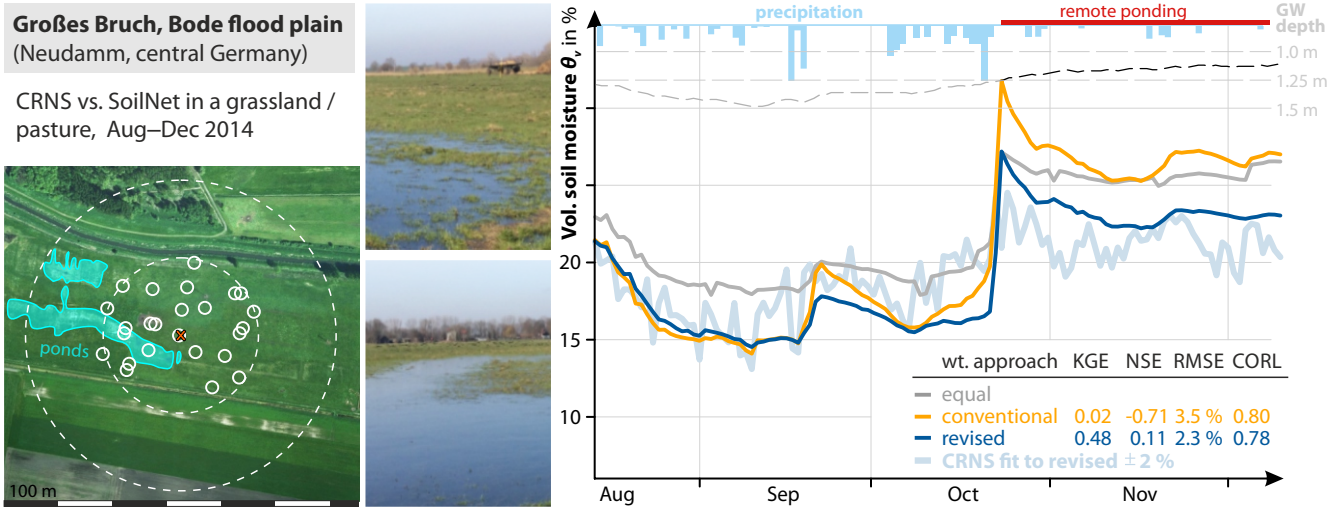 Großes Bruch, Bode flood plain
(Neudamm, central Germany)
CRNS vs. SoilNet in a grassland /
pasture, Aug–Dec 2014
ponds
100 m
precipitation
remote ponding
GW
depth
1.0 m
1.25 m
1.5 m
Vol. soil moisture θv in %
20
15
10
wt. approach KGE NSE RMSE CORL
equal
conventional 0.02 -0.71 3.5 % 0.80
revised 0.48 0.11 2.3 % 0.78
CRNS fit to revised ± 2 %
Aug Sep Oct Nov